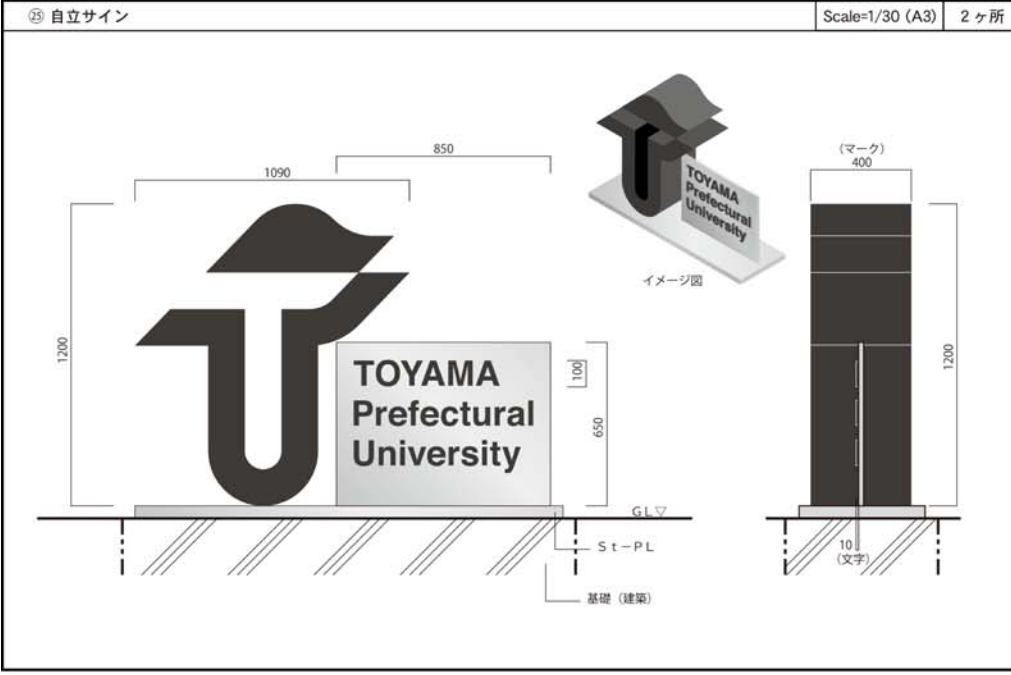 ㉕ 自立サイン
Scale=1/30 (A3)
2ヶ所
850
1090
1200
TOYAMA
Prefectural
University
100
650
GL▽
St-PL
基礎（建築）
TOYAMA
Prefectural
University
イメージ図
(マーク)
400
1200
10
(文字)